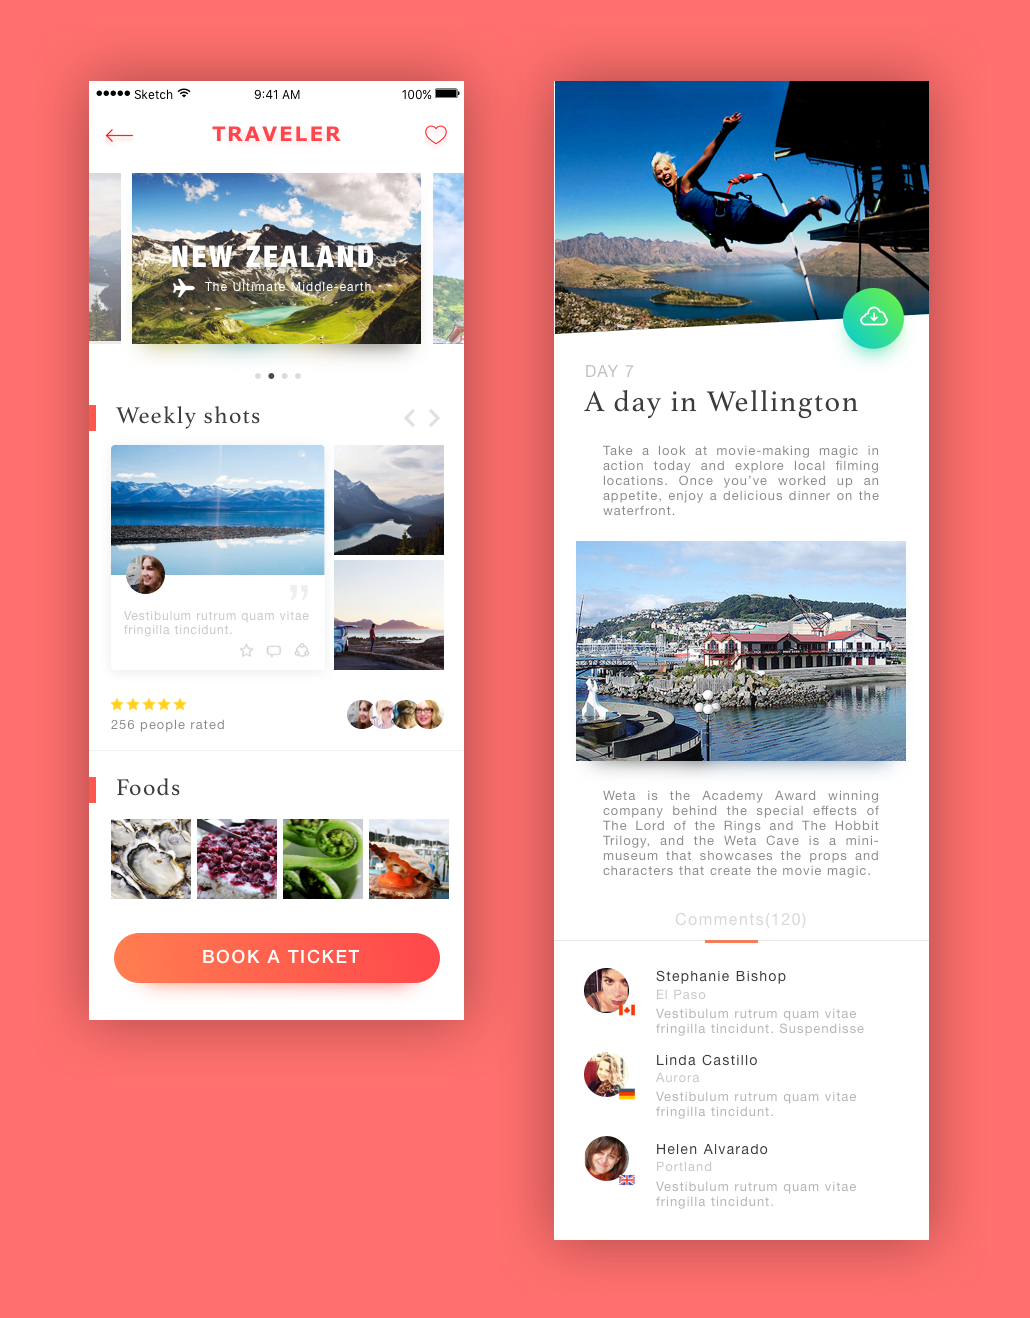 Sketch 9:41 AM 100%
TRAVELER
NEW ZEALAND
The Ultimate Middle-earth
Weekly shots
Vestibulum rutrum quam vitae
fringilla tincidunt.
256 people rated
Foods
BOOK A TICKET
DAY 7
A day in Wellington
Take a look at movie-making magic in
action today and explore local filming
locations. Once you've worked up an
appetite, enjoy a delicious dinner on the
waterfront.
Weta is the Academy Award winning
company behind the special effects of
The Lord of the Rings and The Hobbit
Trilogy, and the Weta Cave is a mini-
museum that showcases the props and
characters that create the movie magic.
Comments(120)
Stephanie Bishop
El Paso
Vestibulum rutrum quam vitae
fringilla tincidunt. Suspendisse
Linda Castillo
Aurora
Vestibulum rutrum quam vitae
fringilla tincidunt.
Helen Alvarado
Portland
Vestibulum rutrum quam vitae
fringilla tincidunt.